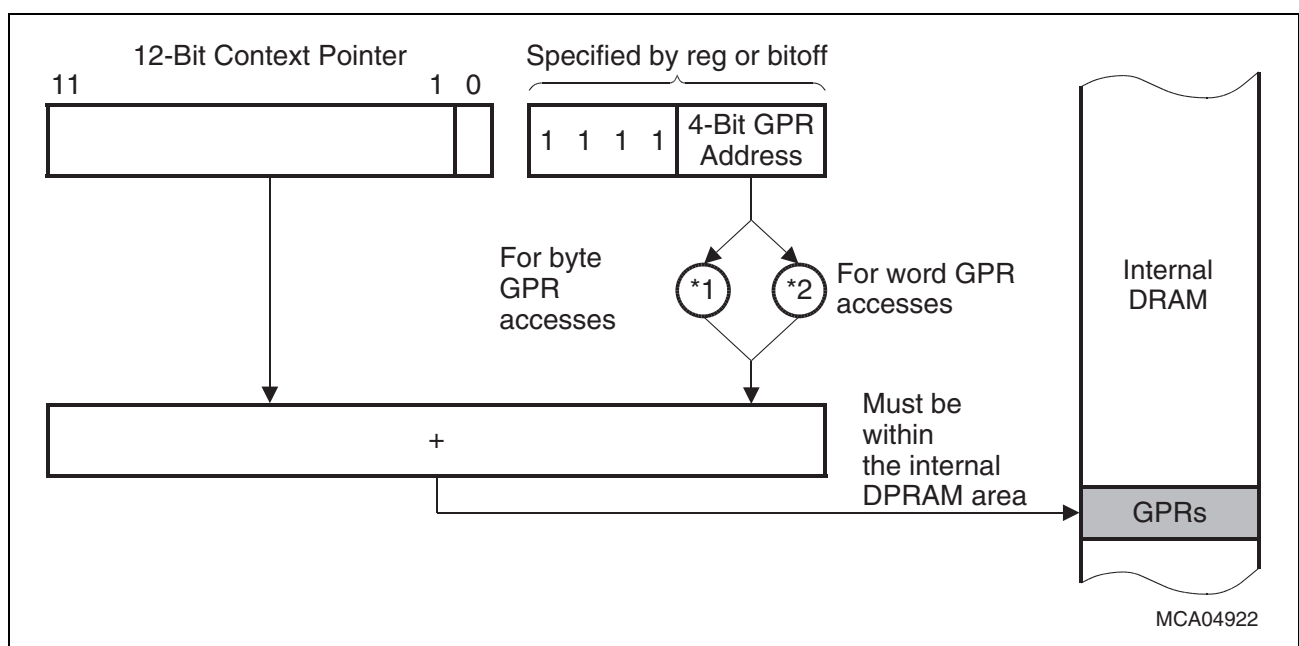 12-Bit Context Pointer
11 1 0
Specified by reg or bitoff
1 1 1 1
4-Bit GPR
Address
For byte
GPR
accesses
*1
*2
For word GPR
accesses
Internal
DRAM
+
Must be
within
the internal
DPRAM area
GPRs
MCA04922